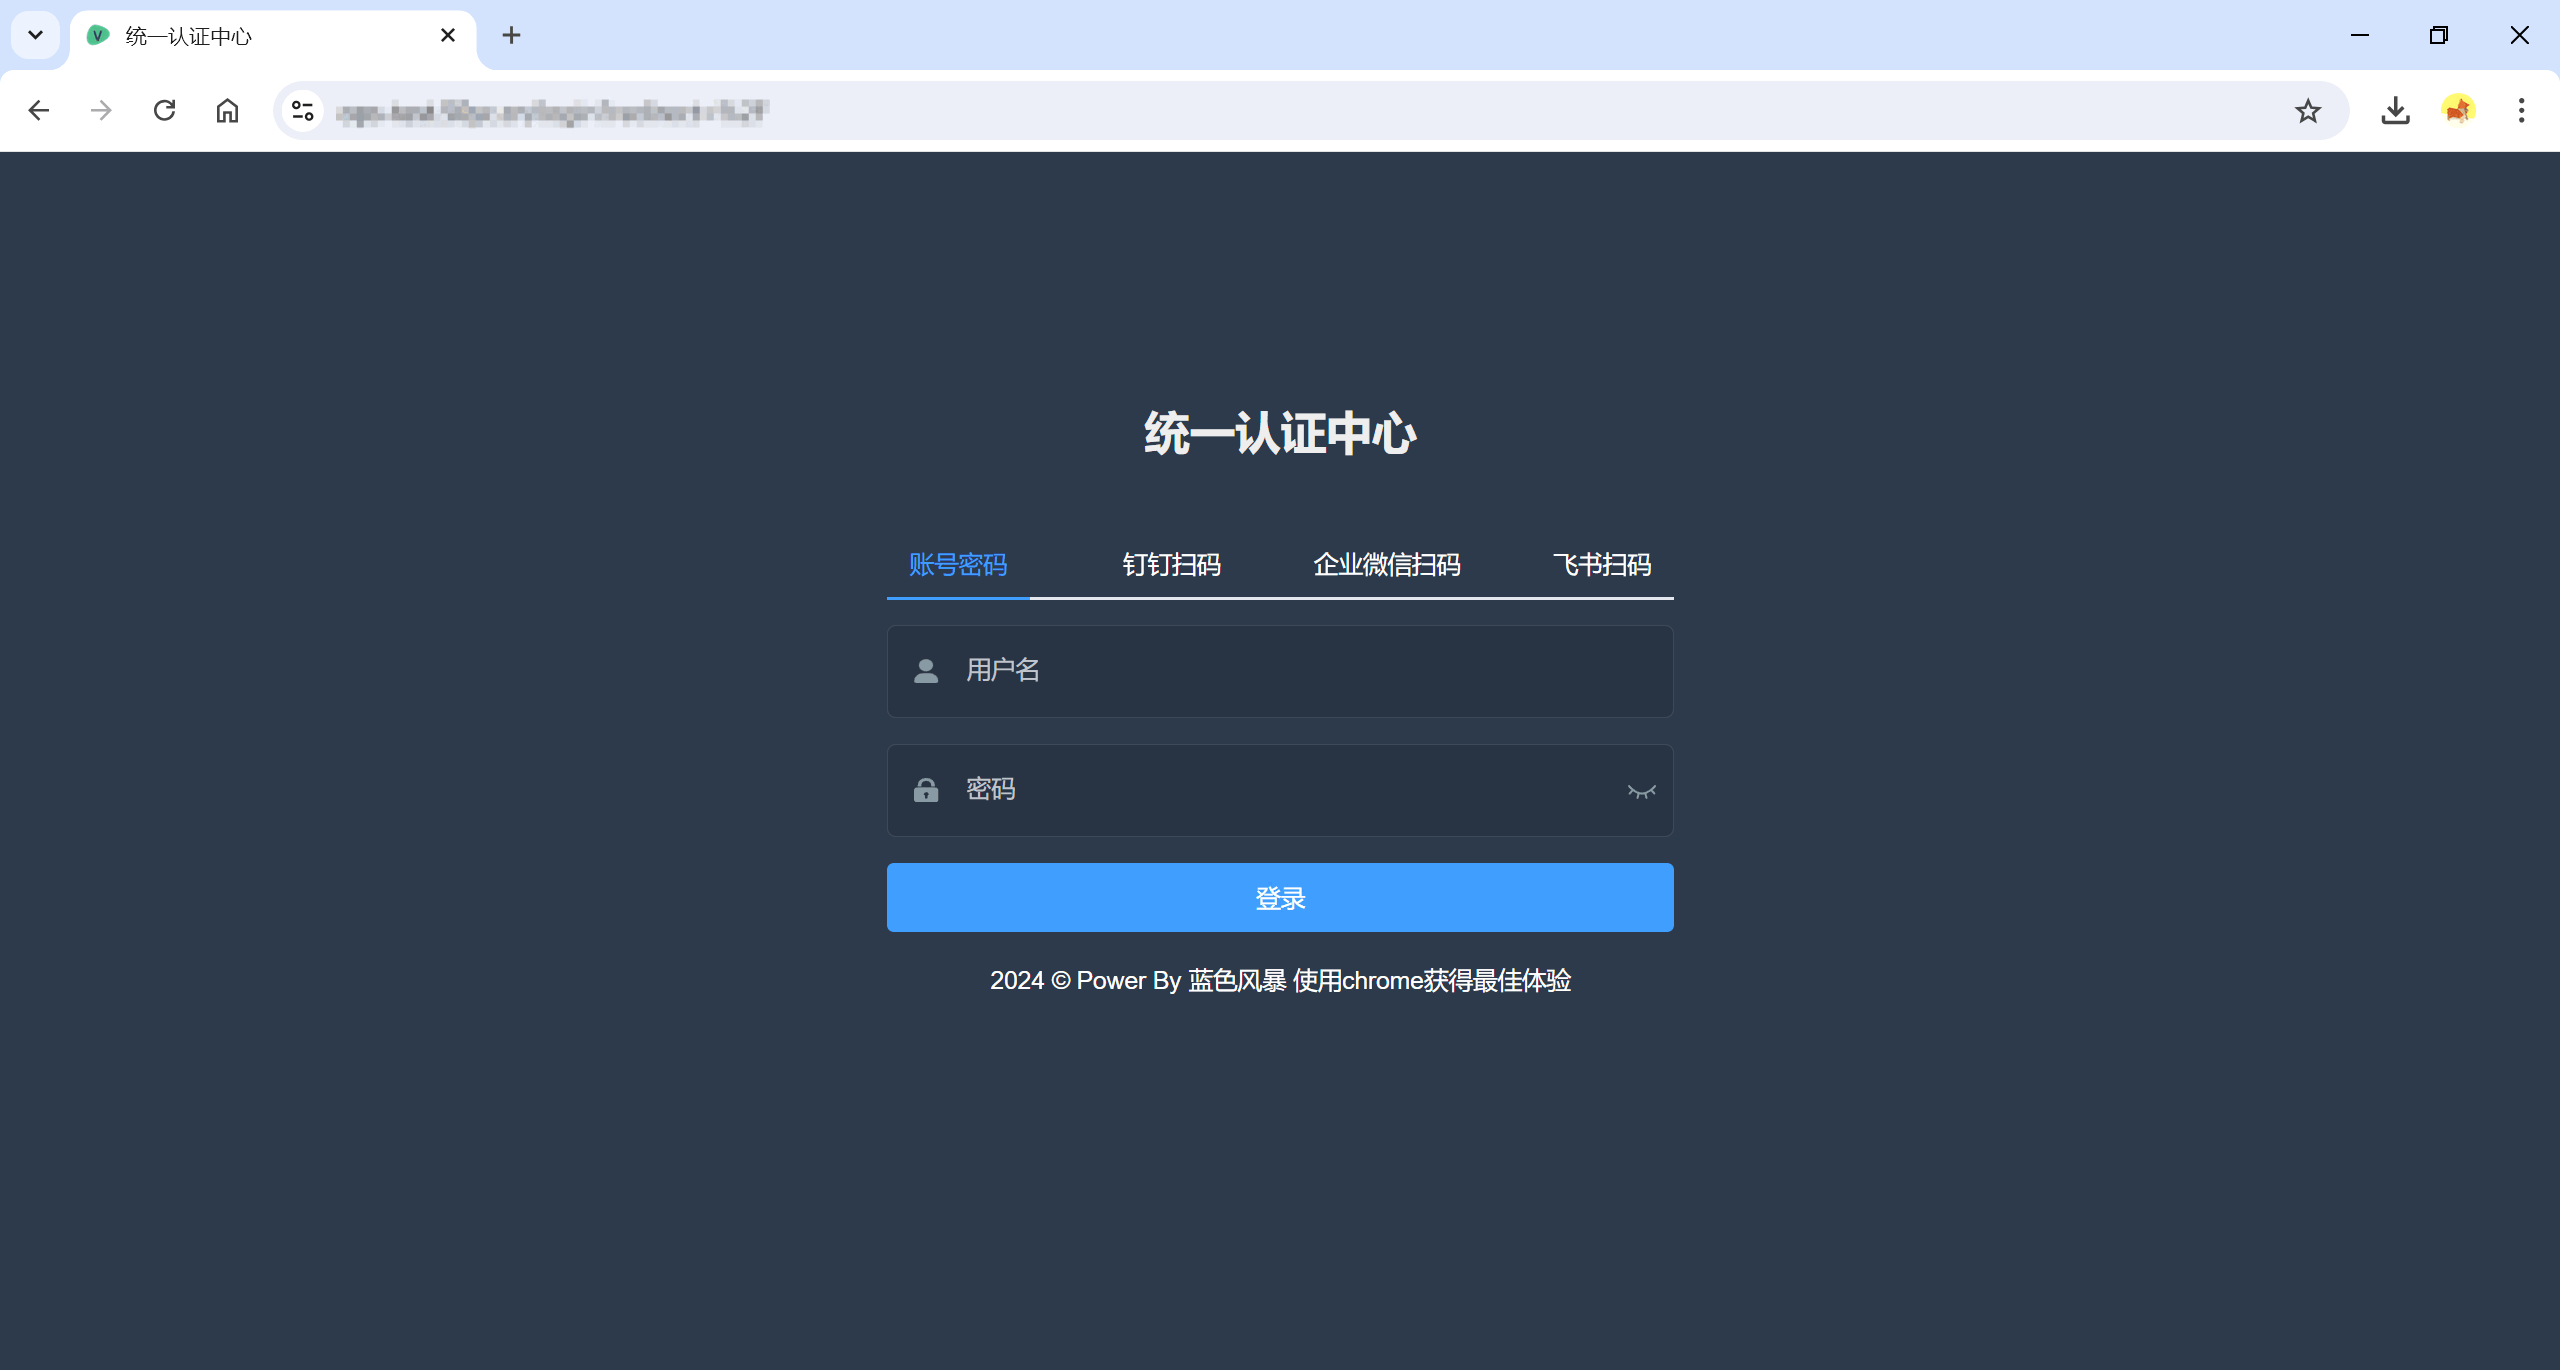 统一认证中心
统一认证中心
账号密码 钉钉扫码 企业微信扫码 飞书扫码
用户名
密码
登录
2024 © Power By 蓝色风暴 使用chrome获得最佳体验